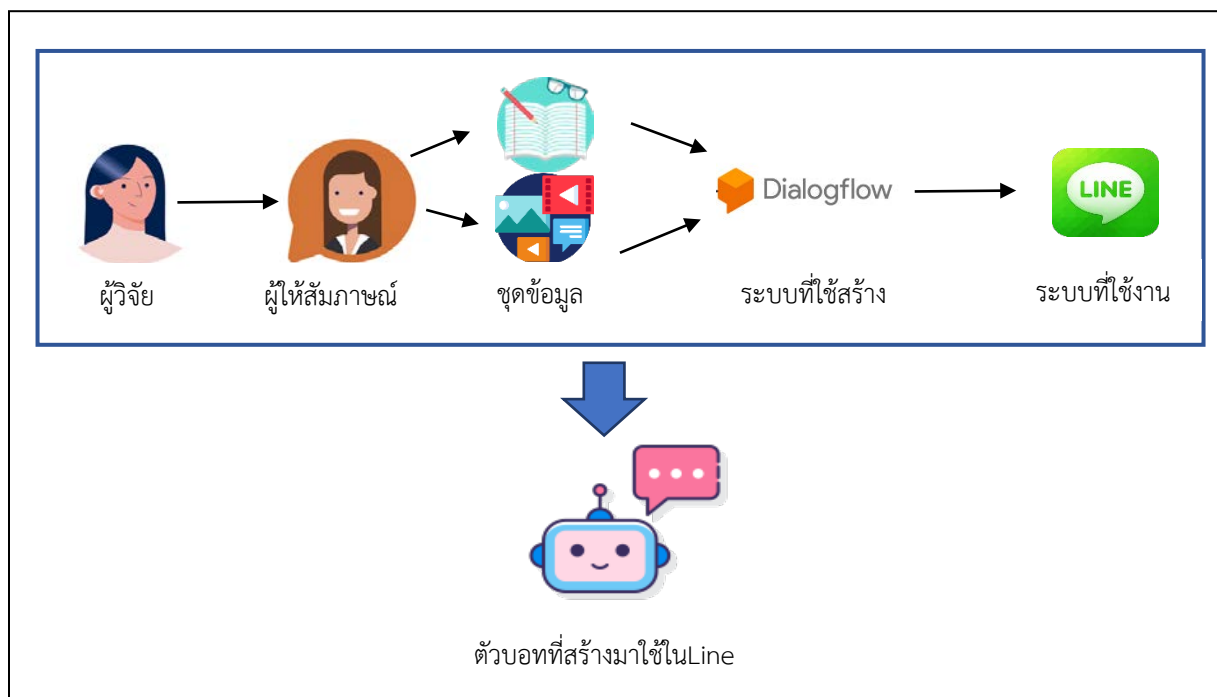 Dialogflow
LINE
ผู้วิจัย
ผู้ให้สัมภาษณ์
ชุดข้อมูล
ระบบที่ใช้สร้าง
ระบบที่ใช้งาน
ตัวบอทที่สร้างมาใช้ในLine